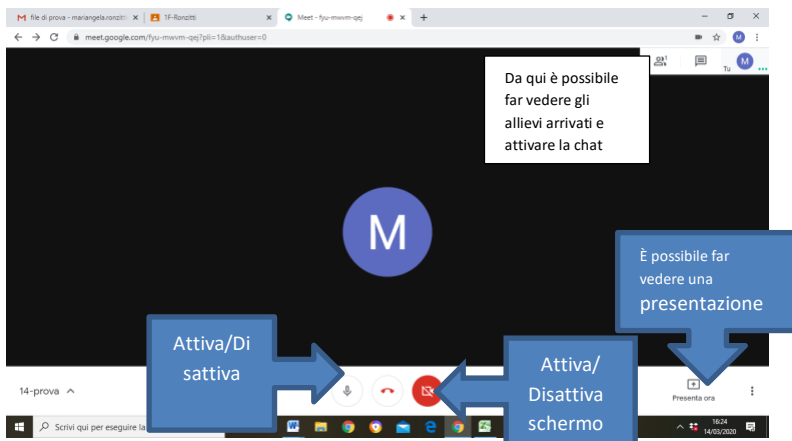 file di prova - mariangela.ronzitti
1F-Ronzitti
Meet - fyu-mwvm-qej
meet.google.com/fyu-mwvm-qej?pli=1&authuser=0
M
1
Tu
M
Da qui è possibile
far vedere gli
allievi arrivati e
attivare la chat
M
È possibile far
vedere una
presentazione
Attiva/Di
sattiva
Attiva/
Disattiva
schermo
14-prova
Presenta ora
Scrivi qui per eseguire la
16:24
14/03/2020